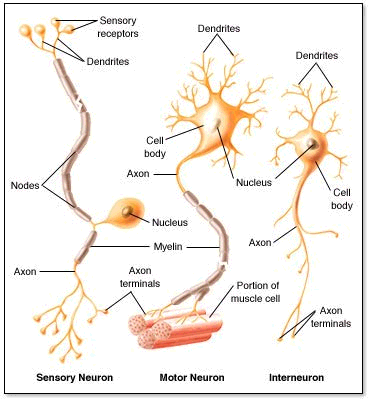 Sensory
receptors
Dendrites
Nodes
Nucleus
Myelin
Axon
Axon
terminals
Sensory Neuron
Dendrites
Cell
body
Axon
Nucleus
Portion of
muscle cell
Motor Neuron
Dendrites
Cell
body
Axon
Axon
terminals
Interneuron